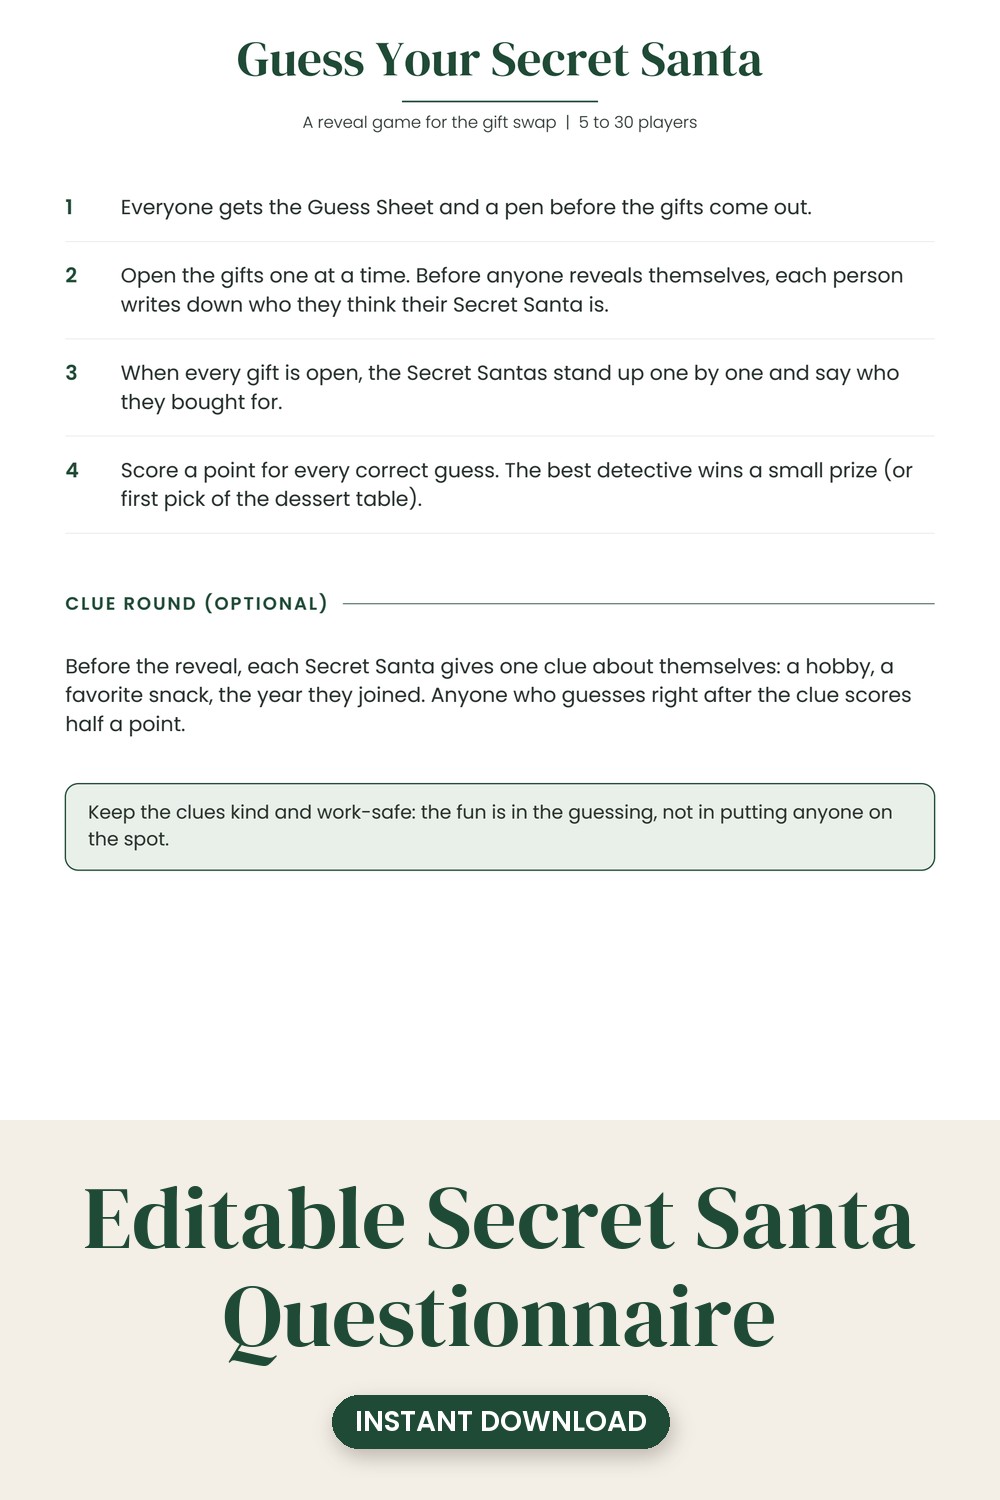 Guess Your Secret Santa
A reveal game for the gift swap | 5 to 30 players
1 Everyone gets the Guess Sheet and a pen before the gifts come out.
2 Open the gifts one at a time. Before anyone reveals themselves, each person
writes down who they think their Secret Santa is.
3 When every gift is open, the Secret Santas stand up one by one and say who
they bought for.
4 Score a point for every correct guess. The best detective wins a small prize (or
first pick of the dessert table).
CLUE ROUND (OPTIONAL)
Before the reveal, each Secret Santa gives one clue about themselves: a hobby, a
favorite snack, the year they joined. Anyone who guesses right after the clue scores
half a point.
Keep the clues kind and work-safe: the fun is in the guessing, not in putting anyone on
the spot.
Editable Secret Santa
Questionnaire
INSTANT DOWNLOAD